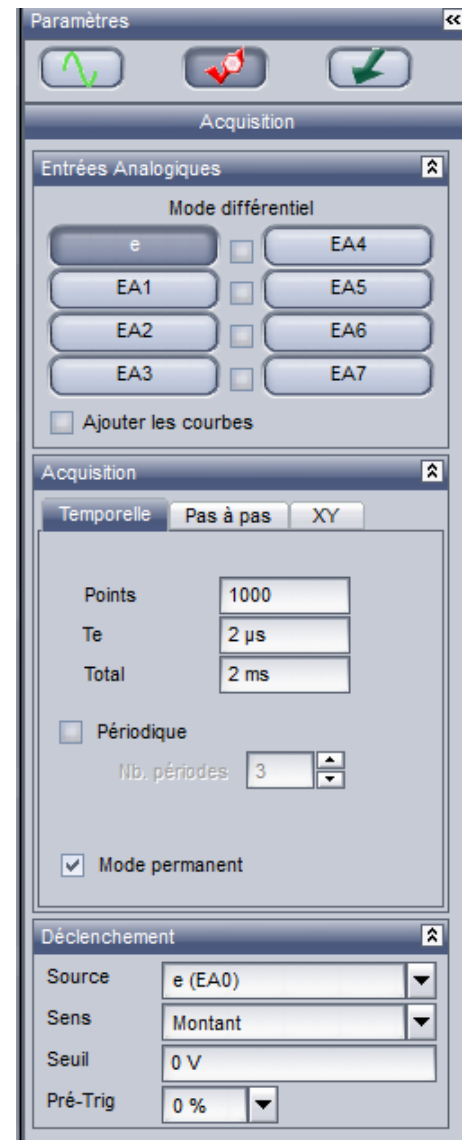 Paramètres
Acquisition
Entrées Analogiques
Mode différentiel
e EA4
EA1 EA5
EA2 EA6
EA3 EA7
Ajouter les courbes
Acquisition
Temporelle Pas à pas XY
Points 1000
Te 2 µs
Total 2 ms
Périodique
Nb. périodes 3
Mode permanent
Déclenchement
Source e (EA0)
Sens Montant
Seuil 0 V
Pré-Trig 0 %